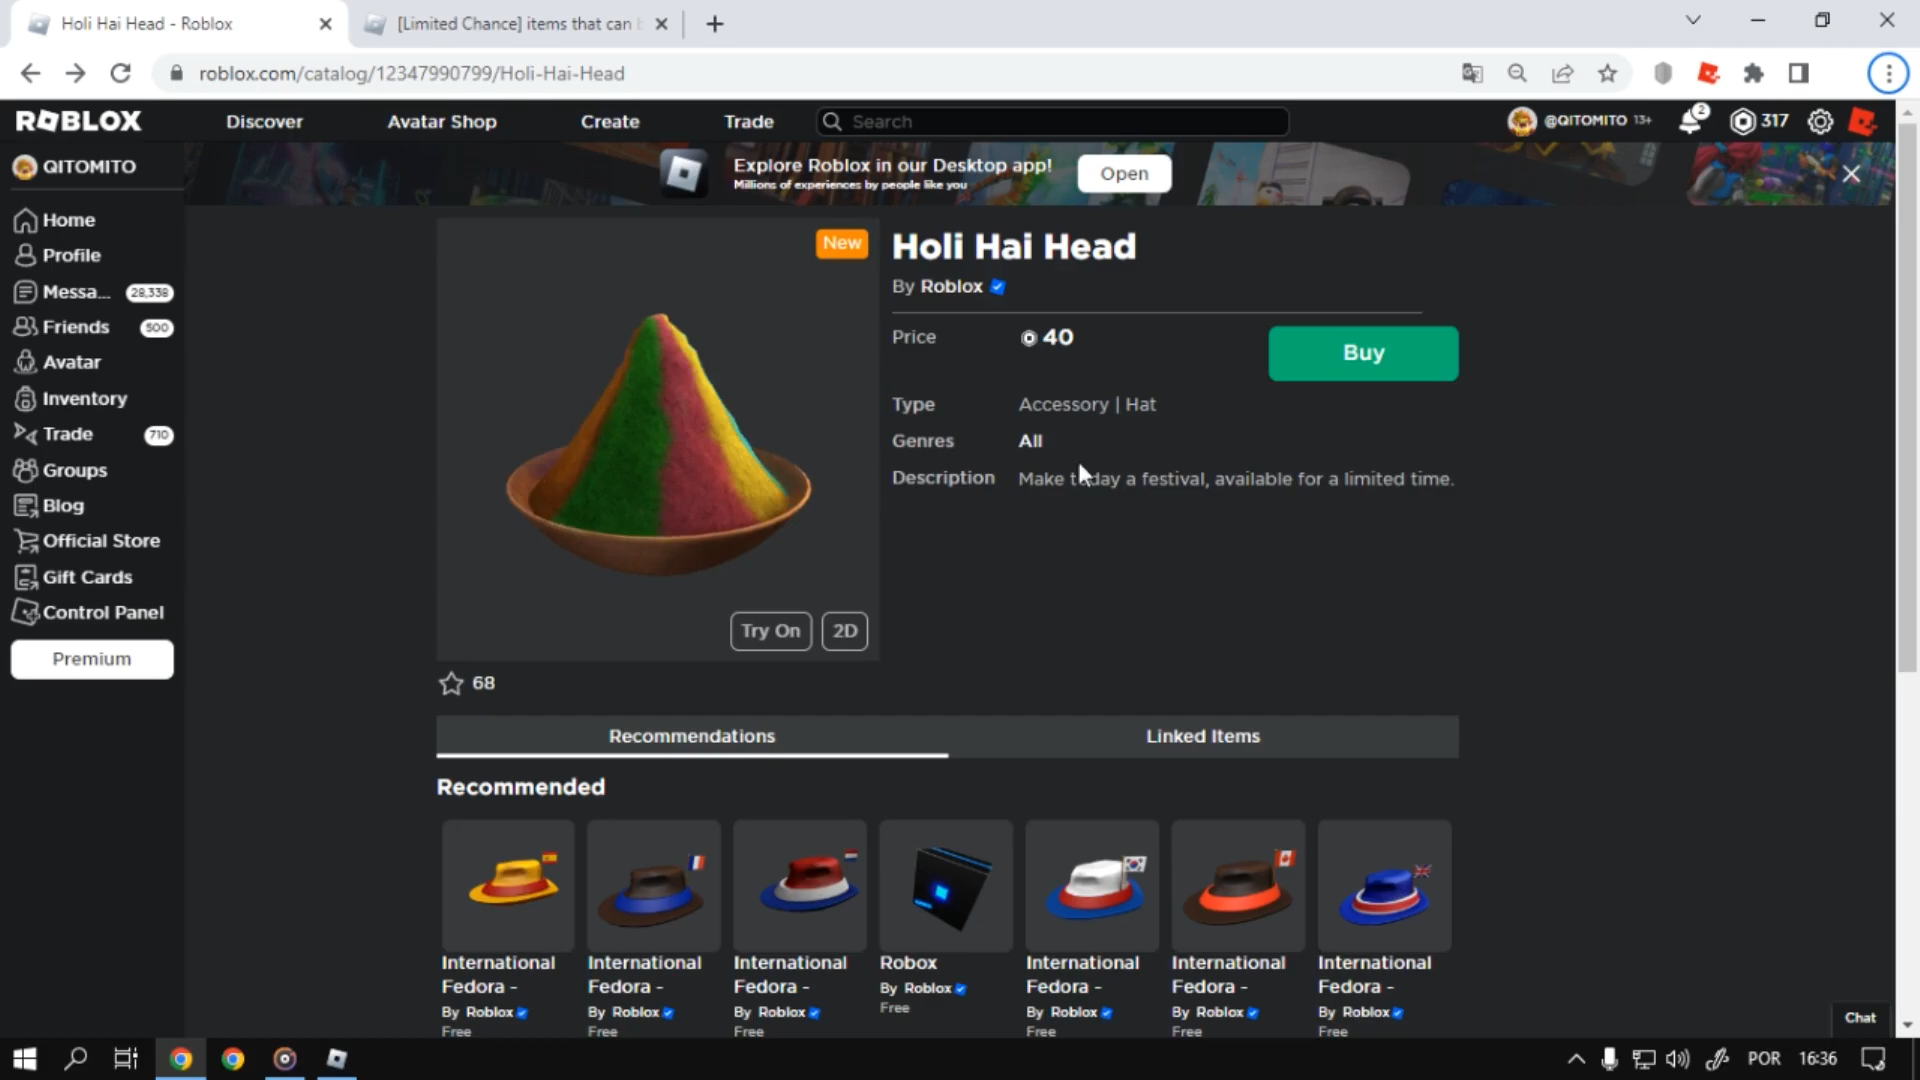 Holi Hai Head - Roblox
[Limited Chance] items that can
roblox.com/catalog/12347990799/Holi-Hai-Head
ROBLOX Discover Avatar Shop Create Trade Search @QITOMITO 13+ 2 317
QITOMITO
Explore Roblox in our Desktop app!
Millions of experiences by people like you
Open
Home
Profile
Messa... 28,338
Friends 500
Avatar
Inventory
Trade 710
Groups
Blog
Official Store
Gift Cards
Control Panel
Premium
New
Try On 2D
68
Holi Hai Head
By Roblox
Price 40 Buy
Type Accessory | Hat
Genres All
Description Make today a festival, available for a limited time.
Recommendations Linked Items
Recommended
International
Fedora -
By Roblox
Free
International
Fedora -
By Roblox
Free
International
Fedora -
By Roblox
Free
Robox
By Roblox
Free
International
Fedora -
By Roblox
Free
International
Fedora -
By Roblox
Free
International
Fedora -
By Roblox
Free
Chat
POR 16:36